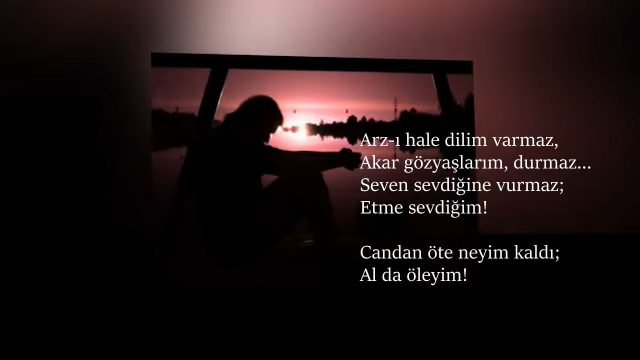 Arz-ı hale dilim varmaz,
Akar gözyaşlarım, durmaz...
Seven sevdiğine vurmaz;
Etme sevdiğim!
Candan öte neyim kaldı;
Al da öleyim!